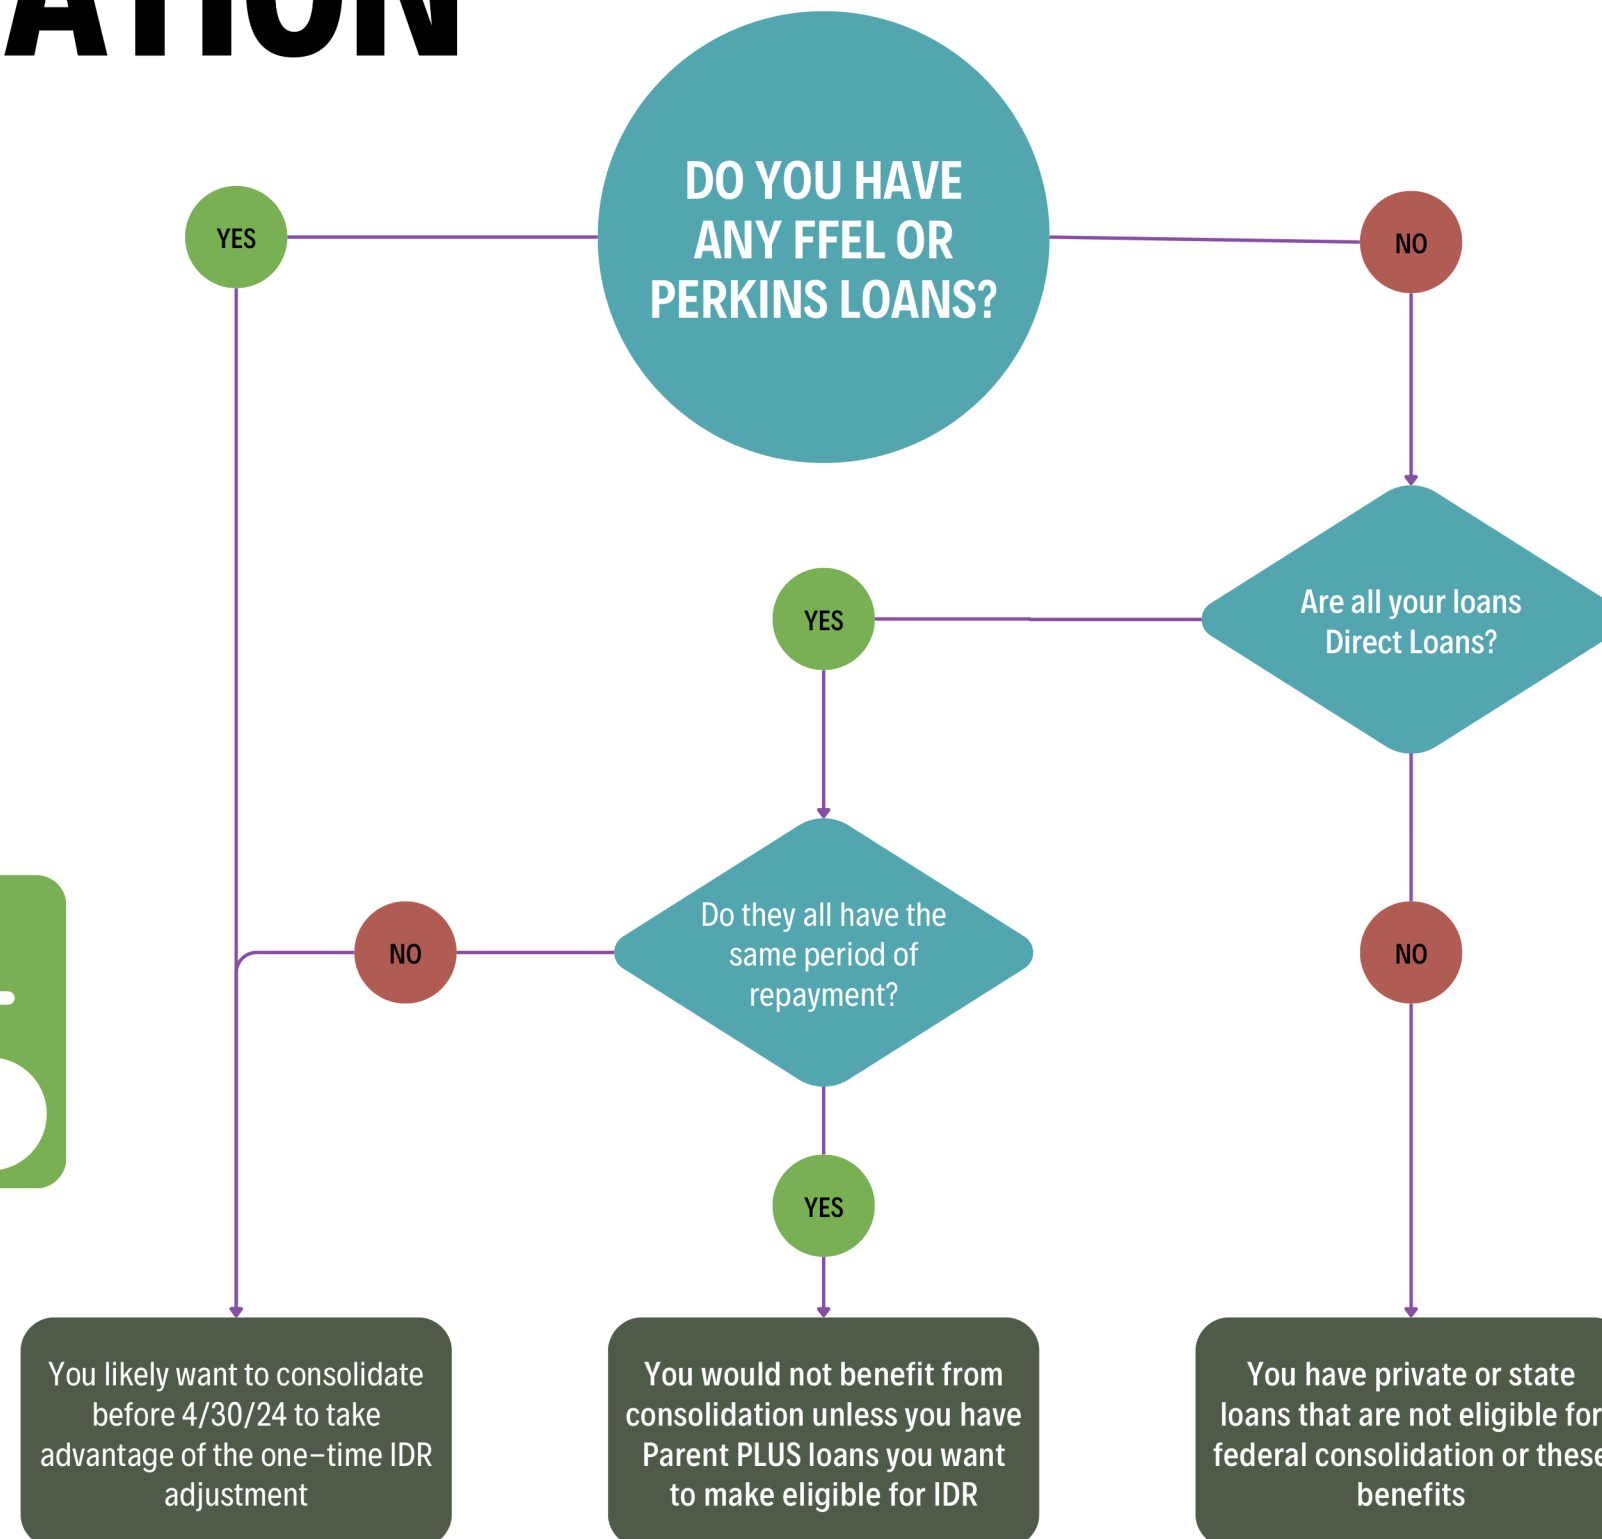 ATION
DO YOU HAVE
ANY FFEL OR
PERKINS LOANS?
YES
NO
Are all your loans
Direct Loans?
YES
Do they all have the
same period of
repayment?
NO
NO
YES
You likely want to consolidate
before 4/30/24 to take
advantage of the one-time IDR
adjustment
You would not benefit from
consolidation unless you have
Parent PLUS loans you want
to make eligible for IDR
You have private or state
loans that are not eligible for
federal consolidation or these
benefits